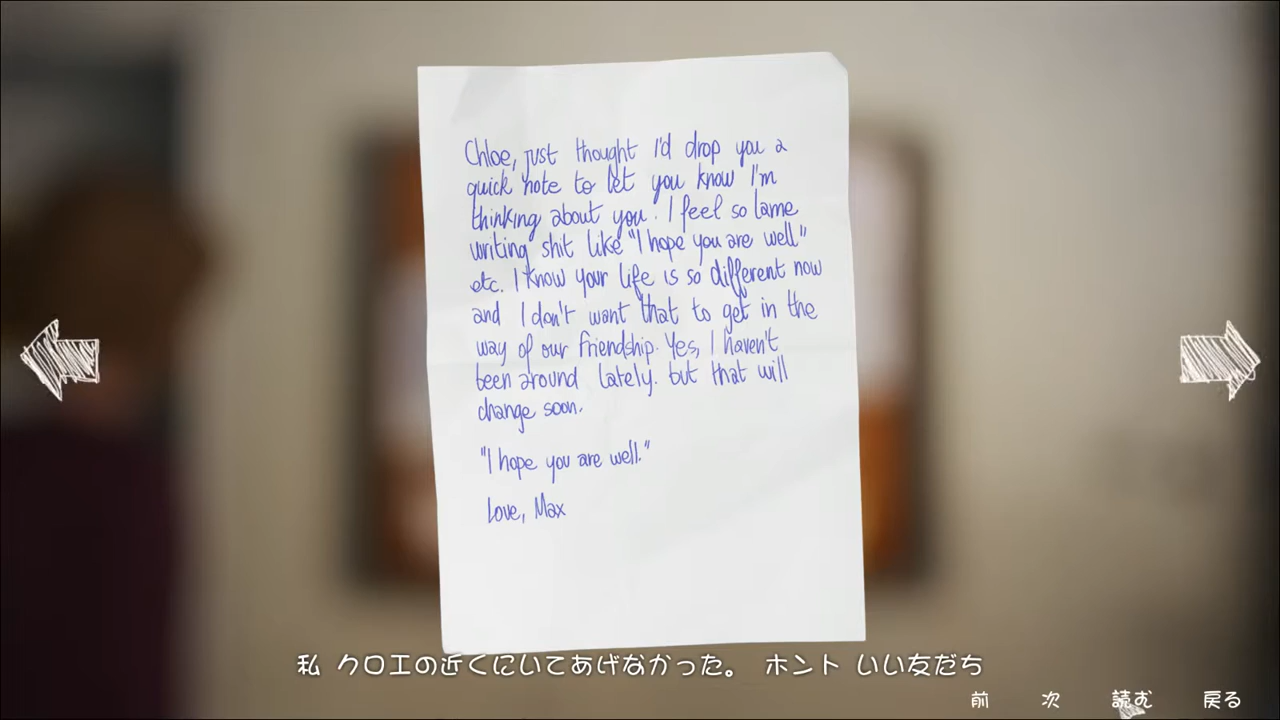 Chloe, just thought I'd drop you a
quick note to let you know I'm
thinking about you. I feel so lame
writing shit like "I hope you are well"
etc. I know your life is so different now
and I don't want that to get in the
way of our friendship. Yes, I haven't
been around lately. but that will
change soon.
"I hope you are well."
Love, Max
私 クロエの近くにいてあげなかった。 ホント いい友だち
前 次 読む 戻る